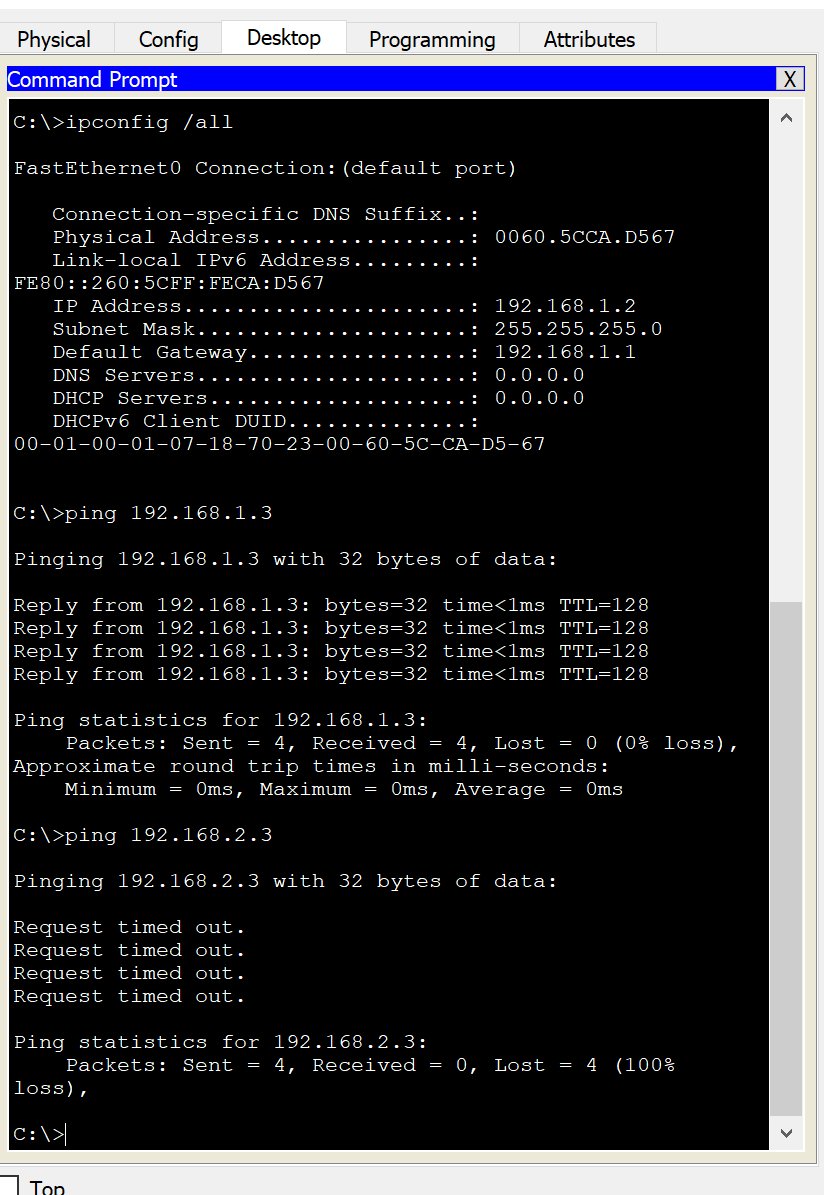 Physical Config Desktop Programming Attributes
Command Prompt X
C:\>ipconfig /all
FastEthernet0 Connection:(default port)
Connection-specific DNS Suffix..:
Physical Address................: 0060.5CCA.D567
Link-local IPv6 Address.........:
FE80::260:5CFF:FECA:D567
IP Address......................: 192.168.1.2
Subnet Mask.....................: 255.255.255.0
Default Gateway.................: 192.168.1.1
DNS Servers.....................: 0.0.0.0
DHCP Servers....................: 0.0.0.0
DHCPv6 Client DUID..............:
00-01-00-01-07-18-70-23-00-60-5C-CA-D5-67
C:\>ping 192.168.1.3
Pinging 192.168.1.3 with 32 bytes of data:
Reply from 192.168.1.3: bytes=32 time<1ms TTL=128
Reply from 192.168.1.3: bytes=32 time<1ms TTL=128
Reply from 192.168.1.3: bytes=32 time<1ms TTL=128
Reply from 192.168.1.3: bytes=32 time<1ms TTL=128
Ping statistics for 192.168.1.3:
Packets: Sent = 4, Received = 4, Lost = 0 (0% loss),
Approximate round trip times in milli-seconds:
Minimum = 0ms, Maximum = 0ms, Average = 0ms
C:\>ping 192.168.2.3
Pinging 192.168.2.3 with 32 bytes of data:
Request timed out.
Request timed out.
Request timed out.
Request timed out.
Ping statistics for 192.168.2.3:
Packets: Sent = 4, Received = 0, Lost = 4 (100%
loss),
C:\>
Top